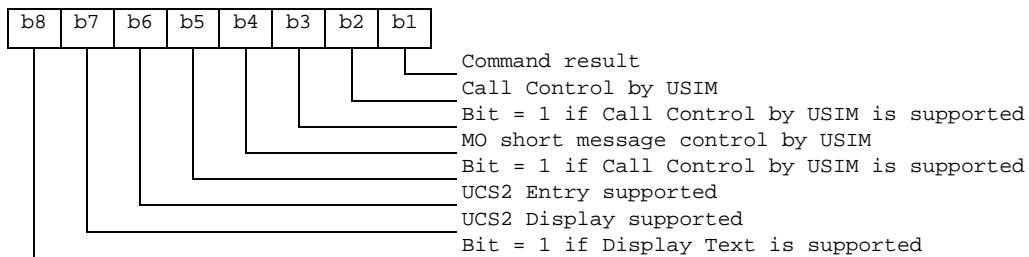 b8 b7 b6 b5 b4 b3 b2 b1
Command result
Call Control by USIM
Bit = 1 if Call Control by USIM is supported
MO short message control by USIM
Bit = 1 if Call Control by USIM is supported
UCS2 Entry supported
UCS2 Display supported
Bit = 1 if Display Text is supported